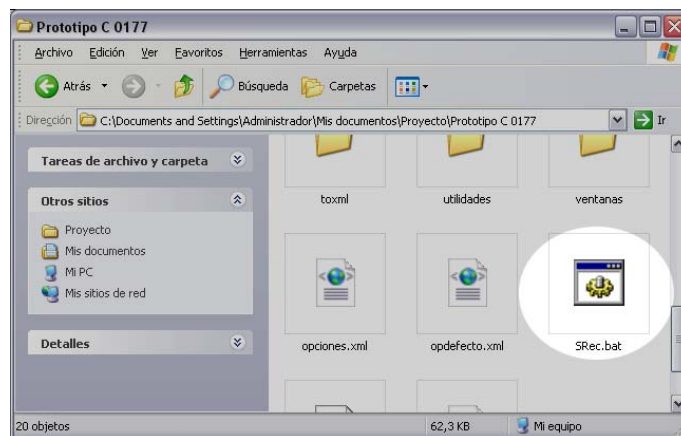 Prototipo C 0177
Archivo Edición Ver Favoritos Herramientas Ayuda
Atrás Búsqueda Carpetas
Dirección C:\Documents and Settings\Administrador\Mis documentos\Proyecto\Prototipo C 0177 Ir
Tareas de archivo y carpeta
Otros sitios
Proyecto
Mis documentos
Mi PC
Mis sitios de red
Detalles
toxml utilidades ventanas
opciones.xml opdefecto.xml SRec.bat
20 objetos 62,3 KB Mi equipo